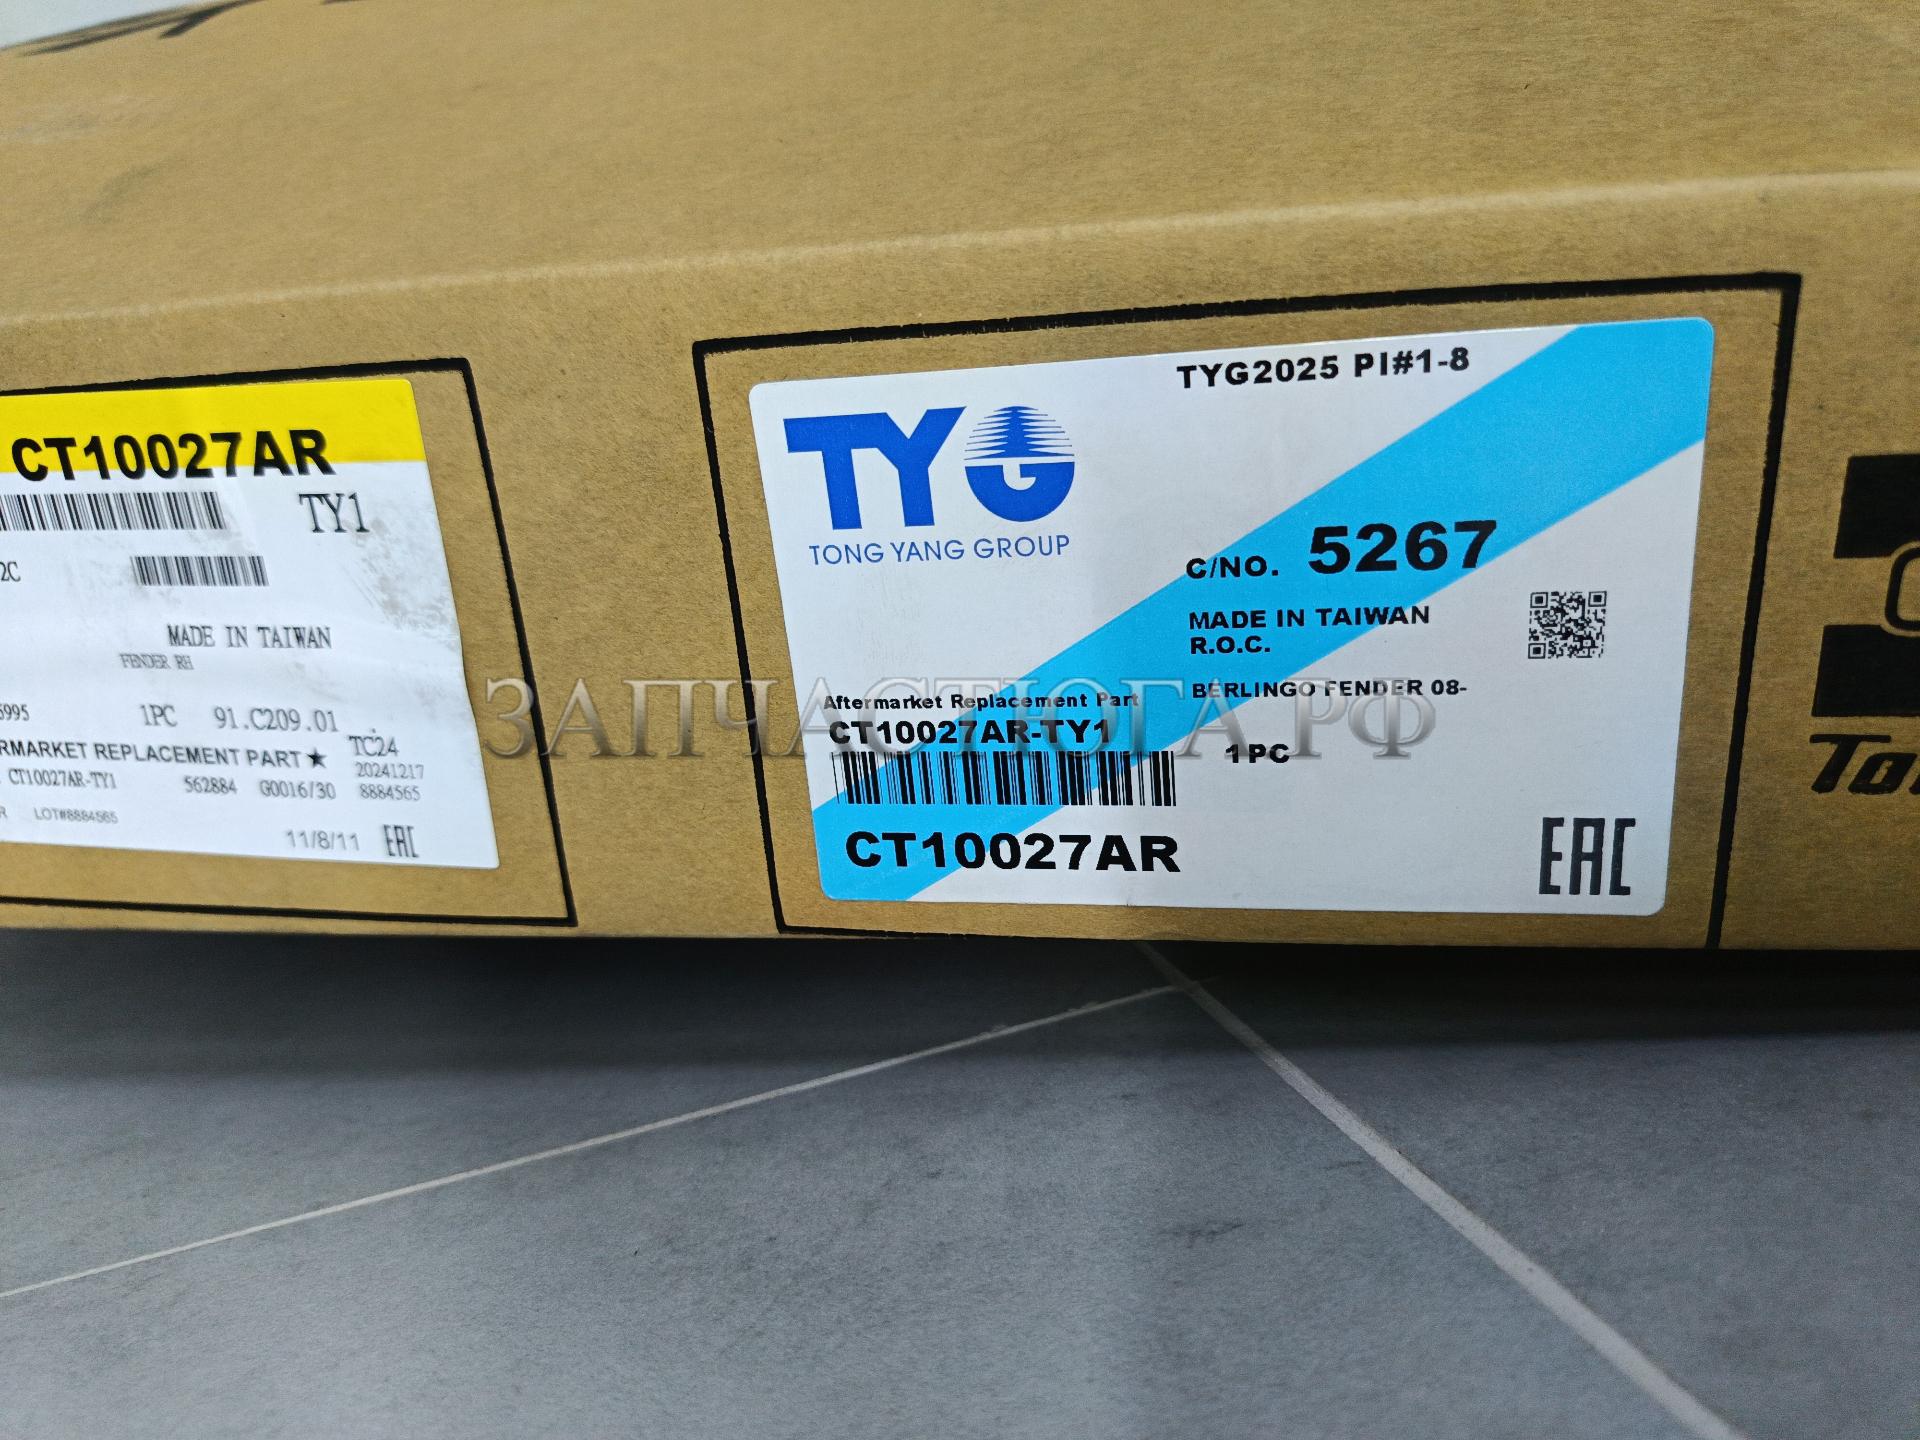 CT10027AR
TY1
2C
MADE IN TAIWAN
FENDER RH
5995 1PC 91.C209.01
RMARKET REPLACEMENT PART ★ TC24
CT10027AR-TY1 562884 G0016/30 20241217
8884565
R LOT#8884565
11/8/11 EAC
TYG2025 PI#1-8
TYG
TONG YANG GROUP
C/NO. 5267
MADE IN TAIWAN
R.O.C.
BERLINGO FENDER 08-
Aftermarket Replacement Part
CT10027AR-TY1
1PC
CT10027AR
EAC
ЗАПЧАСТЮГА.РФ